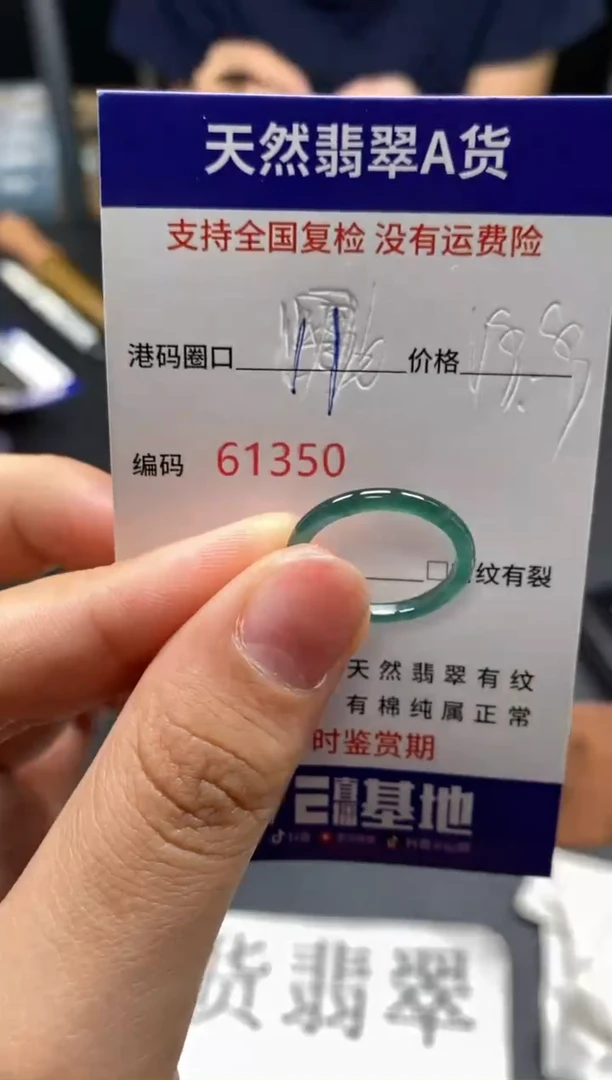 天然翡翠A货
支持全国复检 没有运费险
港码圈口 11 价格
编码 61350
纹有裂
天然翡翠有纹
有棉纯属正常
时鉴赏期
基地
货翡翠